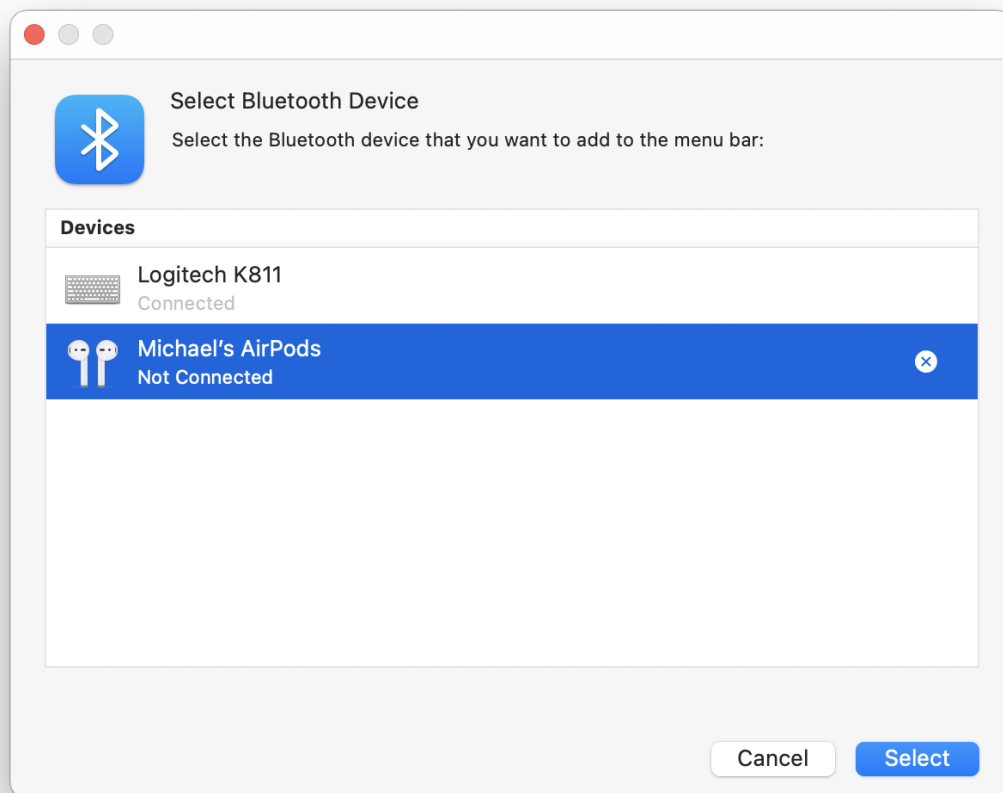 Select Bluetooth Device
Select the Bluetooth device that you want to add to the menu bar:
Devices
Logitech K811
Connected
Michael’s AirPods
Not Connected
Cancel
Select